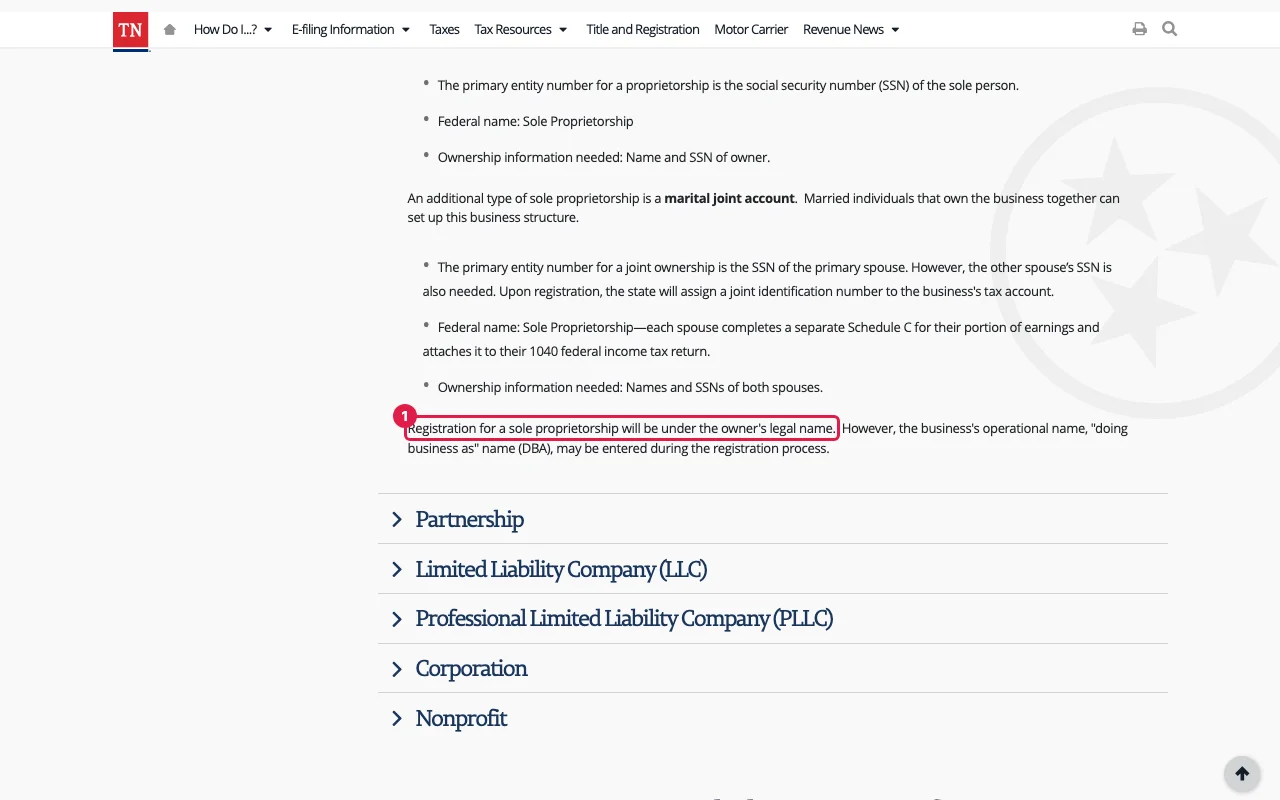 TN
How Do I...? E-filing Information Taxes Tax Resources Title and Registration Motor Carrier Revenue News
The primary entity number for a proprietorship is the social security number (SSN) of the sole person.
Federal name: Sole Proprietorship
Ownership information needed: Name and SSN of owner.
An additional type of sole proprietorship is a marital joint account. Married individuals that own the business together can
set up this business structure.
The primary entity number for a joint ownership is the SSN of the primary spouse. However, the other spouse’s SSN is
also needed. Upon registration, the state will assign a joint identification number to the business's tax account.
Federal name: Sole Proprietorship—each spouse completes a separate Schedule C for their portion of earnings and
attaches it to their 1040 federal income tax return.
Ownership information needed: Names and SSNs of both spouses.
1
Registration for a sole proprietorship will be under the owner's legal name. However, the business's operational name, "doing
business as" name (DBA), may be entered during the registration process.
Partnership
Limited Liability Company (LLC)
Professional Limited Liability Company (PLLC)
Corporation
Nonprofit